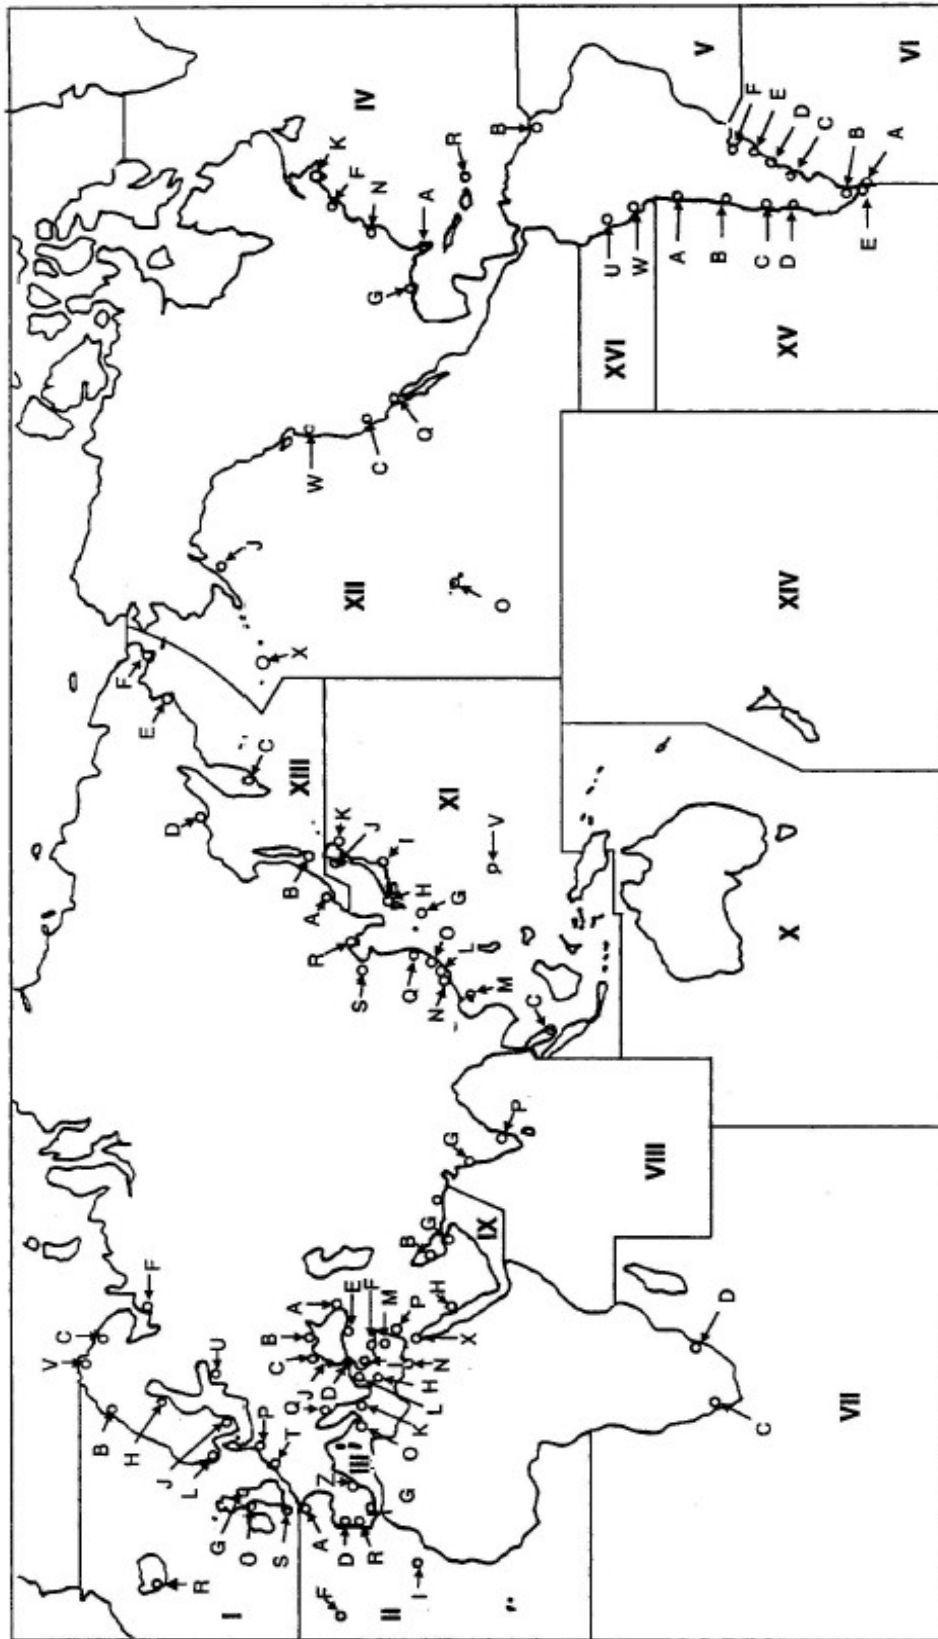 V
C
F
B
H
U
L
J
P
T
G
O
S
R
I
A
D
R
G
F
I
II
Z
III
Q
C
B
A
J
D
E
F
M
P
I
N
H
L
K
O
X
H
B
G
IX
G
P
VIII
C
D
VII
S
R
Q
O
L
N
M
C
G
H
I
J
K
V
XI
X
A
B
D
C
E
F
XIII
X
J
W
C
Q
O
XII
XIV
K
F
N
A
G
R
B
IV
U
W
XVI
A
B
C
D
E
XV
V
F
E
D
C
B
A
VI